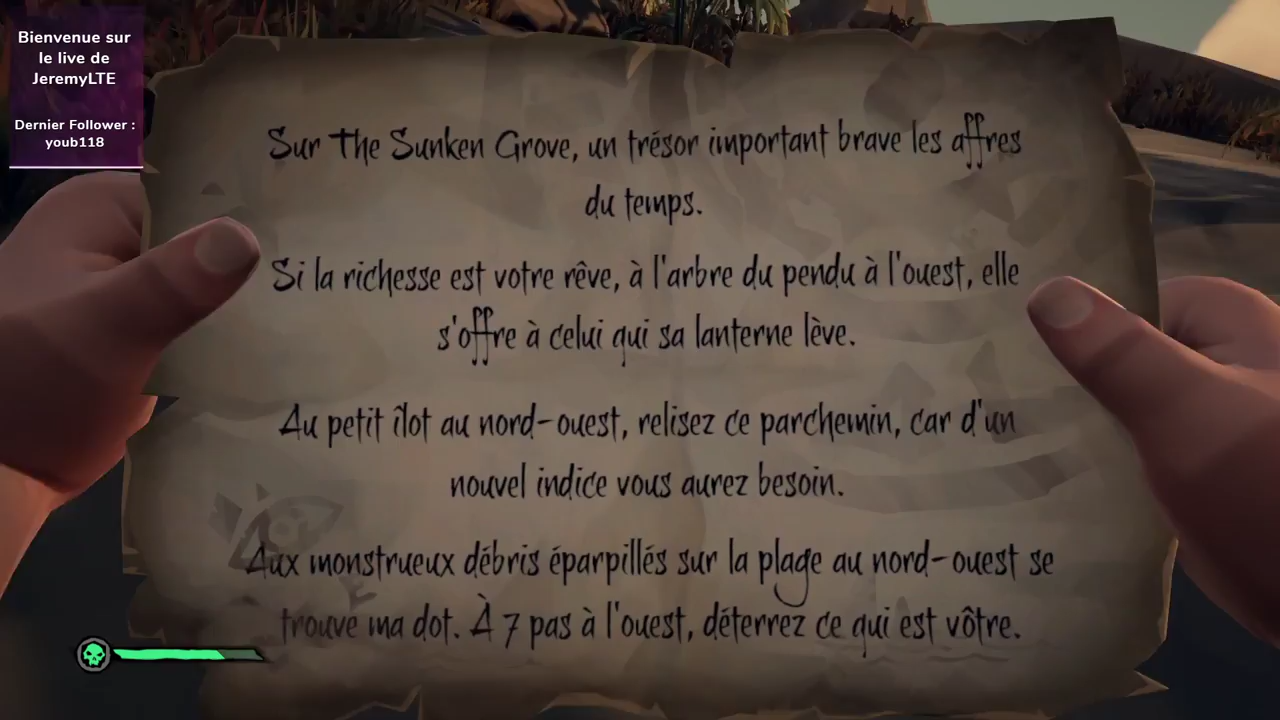 Bienvenue sur
le live de
JeremyLTE
Dernier Follower :
youb118
Sur The Sunken Grove, un trésor important brave les affres
du temps.
Si la richesse est votre rêve, à l'arbre du pendu à l'ouest, elle
s'offre à celui qui sa lanterne lève.
Au petit îlot au nord-ouest, relisez ce parchemin, car d'un
nouvel indice vous aurez besoin.
Aux monstrueux débris éparpillés sur la plage au nord-ouest se
trouve ma dot. À 7 pas à l'ouest, déterrez ce qui est vôtre.